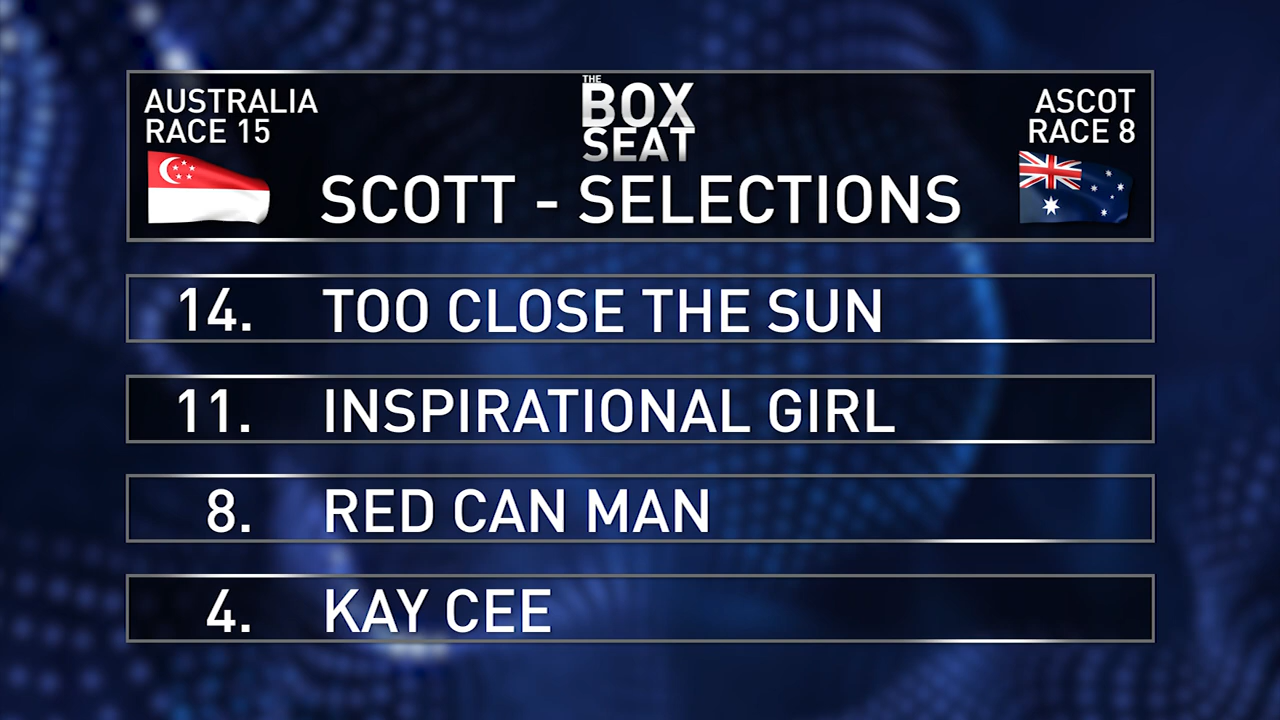 AUSTRALIA
RACE 15
THE
BOX
SEAT
ASCOT
RACE 8
SCOTT - SELECTIONS
14. TOO CLOSE THE SUN
11. INSPIRATIONAL GIRL
8. RED CAN MAN
4. KAY CEE